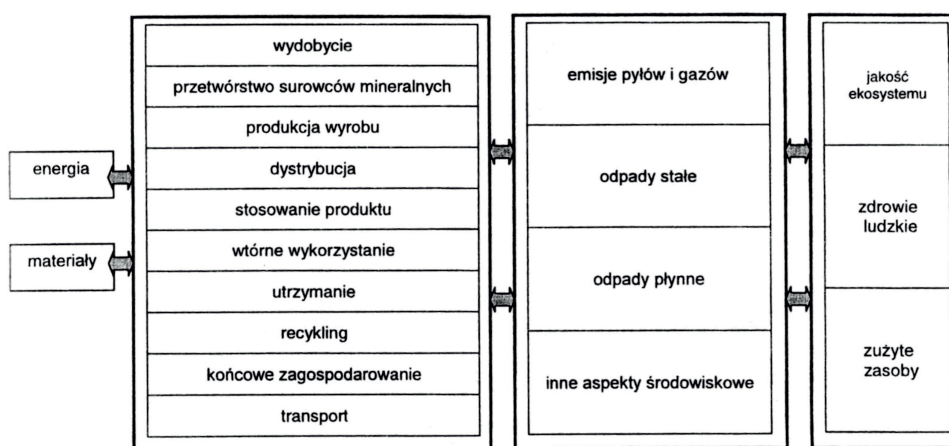 energia
materiały
wydobycie
przetwórstwo surowców mineralnych
produkcja wyrobu
dystrybucja
stosowanie produktu
wtórne wykorzystanie
utrzymanie
recykling
końcowe zagospodarowanie
transport
emisje pyłów i gazów
odpady stałe
odpady płynne
inne aspekty środowiskowe
jakość
ekosystemu
zdrowie
ludzkie
zużyte
zasoby